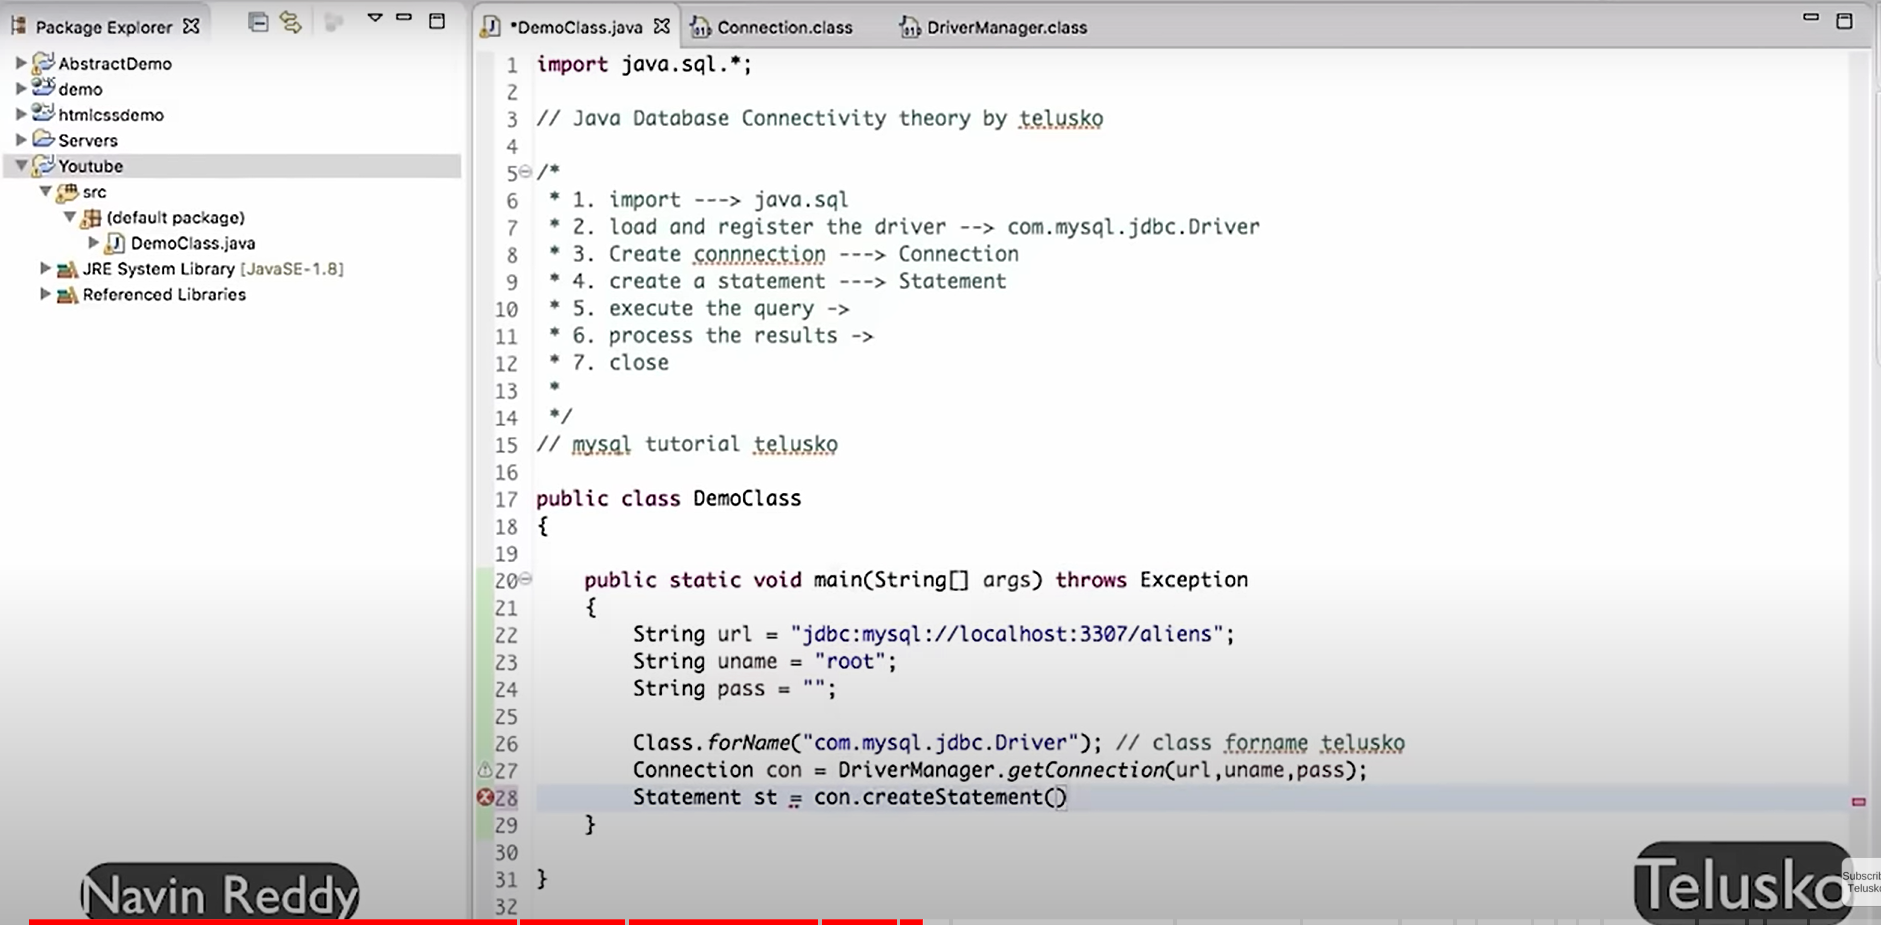 Package Explorer
AbstractDemo
demo
htmlcssdemo
Servers
Youtube
src
(default package)
DemoClass.java
JRE System Library [JavaSE-1.8]
Referenced Libraries
*DemoClass.java
Connection.class
DriverManager.class
1 import java.sql.*;
2
3 // Java Database Connectivity theory by telusko
4
5 /*
6 * 1. import ---> java.sql
7 * 2. load and register the driver --> com.mysql.jdbc.Driver
8 * 3. Create connnection ---> Connection
9 * 4. create a statement ---> Statement
10 * 5. execute the query ->
11 * 6. process the results ->
12 * 7. close
13 *
14 */
15 // mysql tutorial telusko
16
17 public class DemoClass
18 {
19
20 public static void main(String[] args) throws Exception
21 {
22 String url = "jdbc:mysql://localhost:3307/aliens";
23 String uname = "root";
24 String pass = "";
25
26 Class.forName("com.mysql.jdbc.Driver"); // class forname telusko
27 Connection con = DriverManager.getConnection(url,uname,pass);
28 Statement st = con.createStatement()
29 }
30
31 }
32
Navin Reddy
Telusko